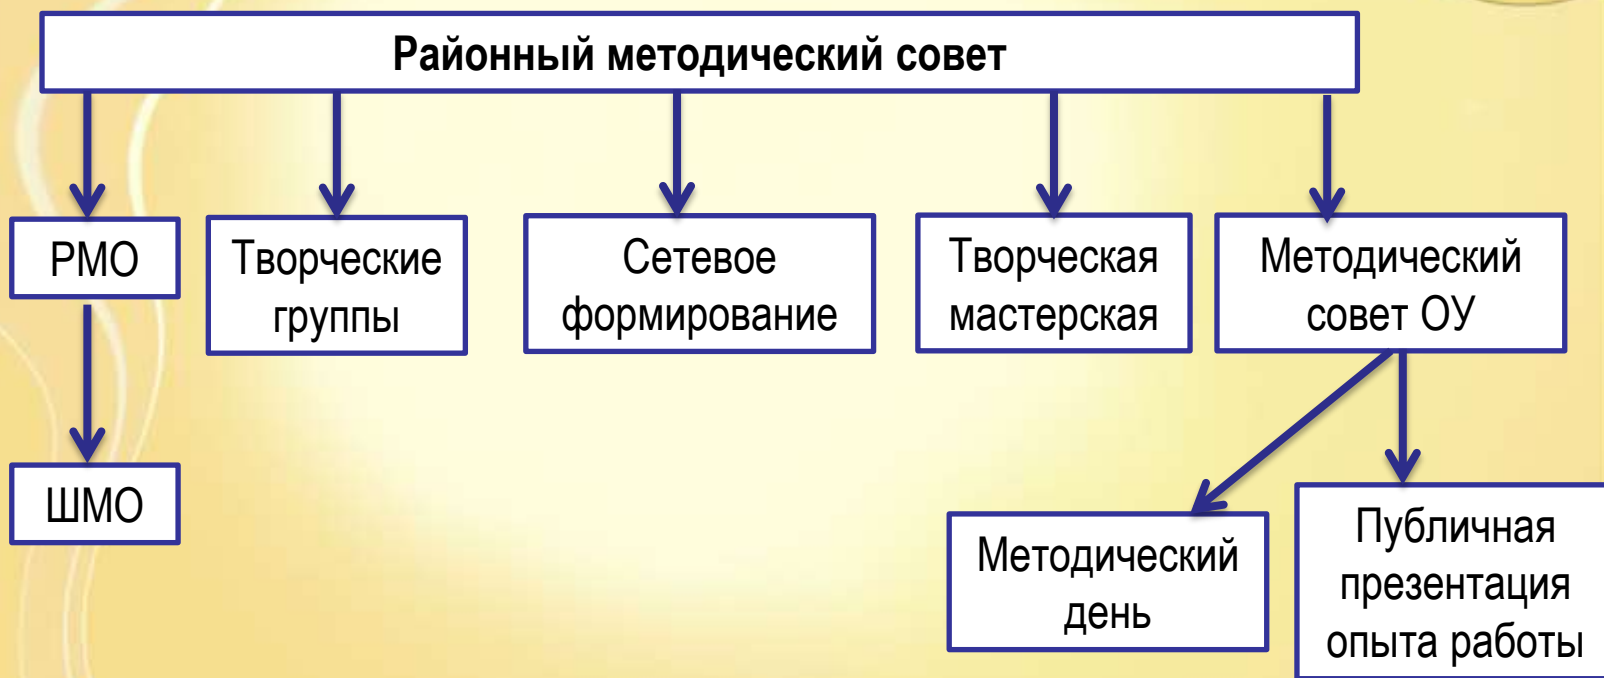 Районный методический совет
РМО
Творческие
группы
Сетевое
формирование
Творческая
мастерская
Методический
совет ОУ
ШМО
Методический
день
Публичная
презентация
опыта работы